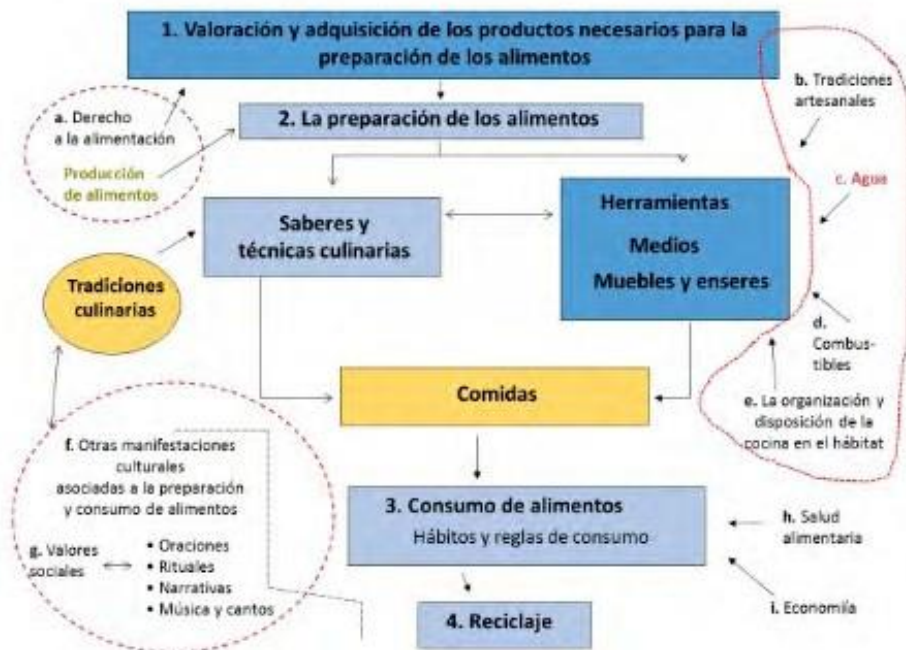 1. Valoración y adquisición de los productos necesarios para la
preparación de los alimentos
a. Derecho
a la alimentación
Producción
de alimentos
2. La preparación de los alimentos
b. Tradiciones
artesanales
c. Agua
Saberes y
técnicas culinarias
Herramientas
Medios
Muebles y enseres
Tradiciones
culinarias
d.
Combus-
tibles
Comidas
e. La organización y
disposición de la
cocina en el hábitat
f. Otras manifestaciones
culturales
asociadas a la preparación
y consumo de alimentos
g. Valores
sociales
• Oraciones
• Rituales
• Narrativas
• Música y cantos
3. Consumo de alimentos
Hábitos y reglas de consumo
h. Salud
alimentaria
i. Economíía
4. Reciclaje